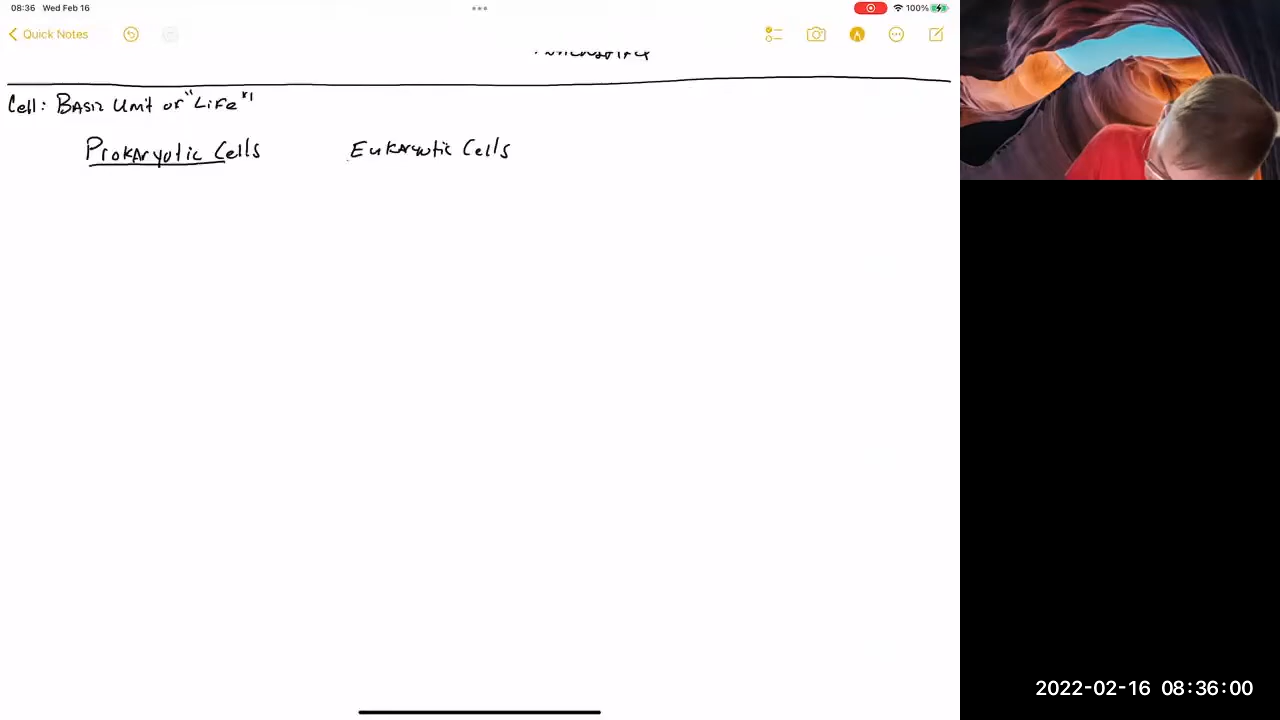 08:36 Wed Feb 16
100%
Quick Notes
Cell: Basic Unit of "Life"
Prokaryotic Cells Eukaryotic Cells
2022-02-16 08:36:00